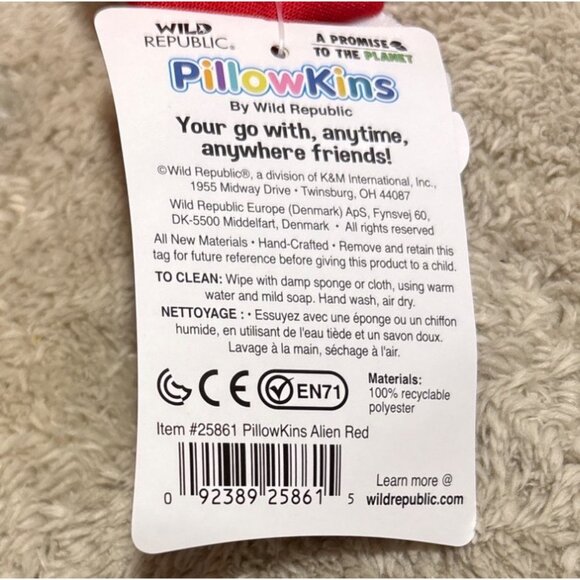 WILD REPUBLIC®
A PROMISE TO THE PLANET
PillowKins
By Wild Republic
Your go with, anytime,
anywhere friends!
©Wild Republic®, a division of K&M International, Inc.,
1955 Midway Drive • Twinsburg, OH 44087
Wild Republic Europe (Denmark) ApS, Fynsvej 60,
DK-5500 Middelfart, Denmark • All rights reserved
All New Materials • Hand-Crafted • Remove and retain this
tag for future reference before giving this product to a child.
TO CLEAN: Wipe with damp sponge or cloth, using warm
water and mild soap. Hand wash, air dry.
NETTOYAGE : • Essuyez avec une éponge ou un chiffon
humide, en utilisant de l'eau tiède et un savon doux.
Lavage à la main, séchage à l'air.
CE EN71
Materials:
100% recyclable
polyester
Item #25861 PillowKins Alien Red
0 92389 25861 5
Learn more @
wildrepublic.com